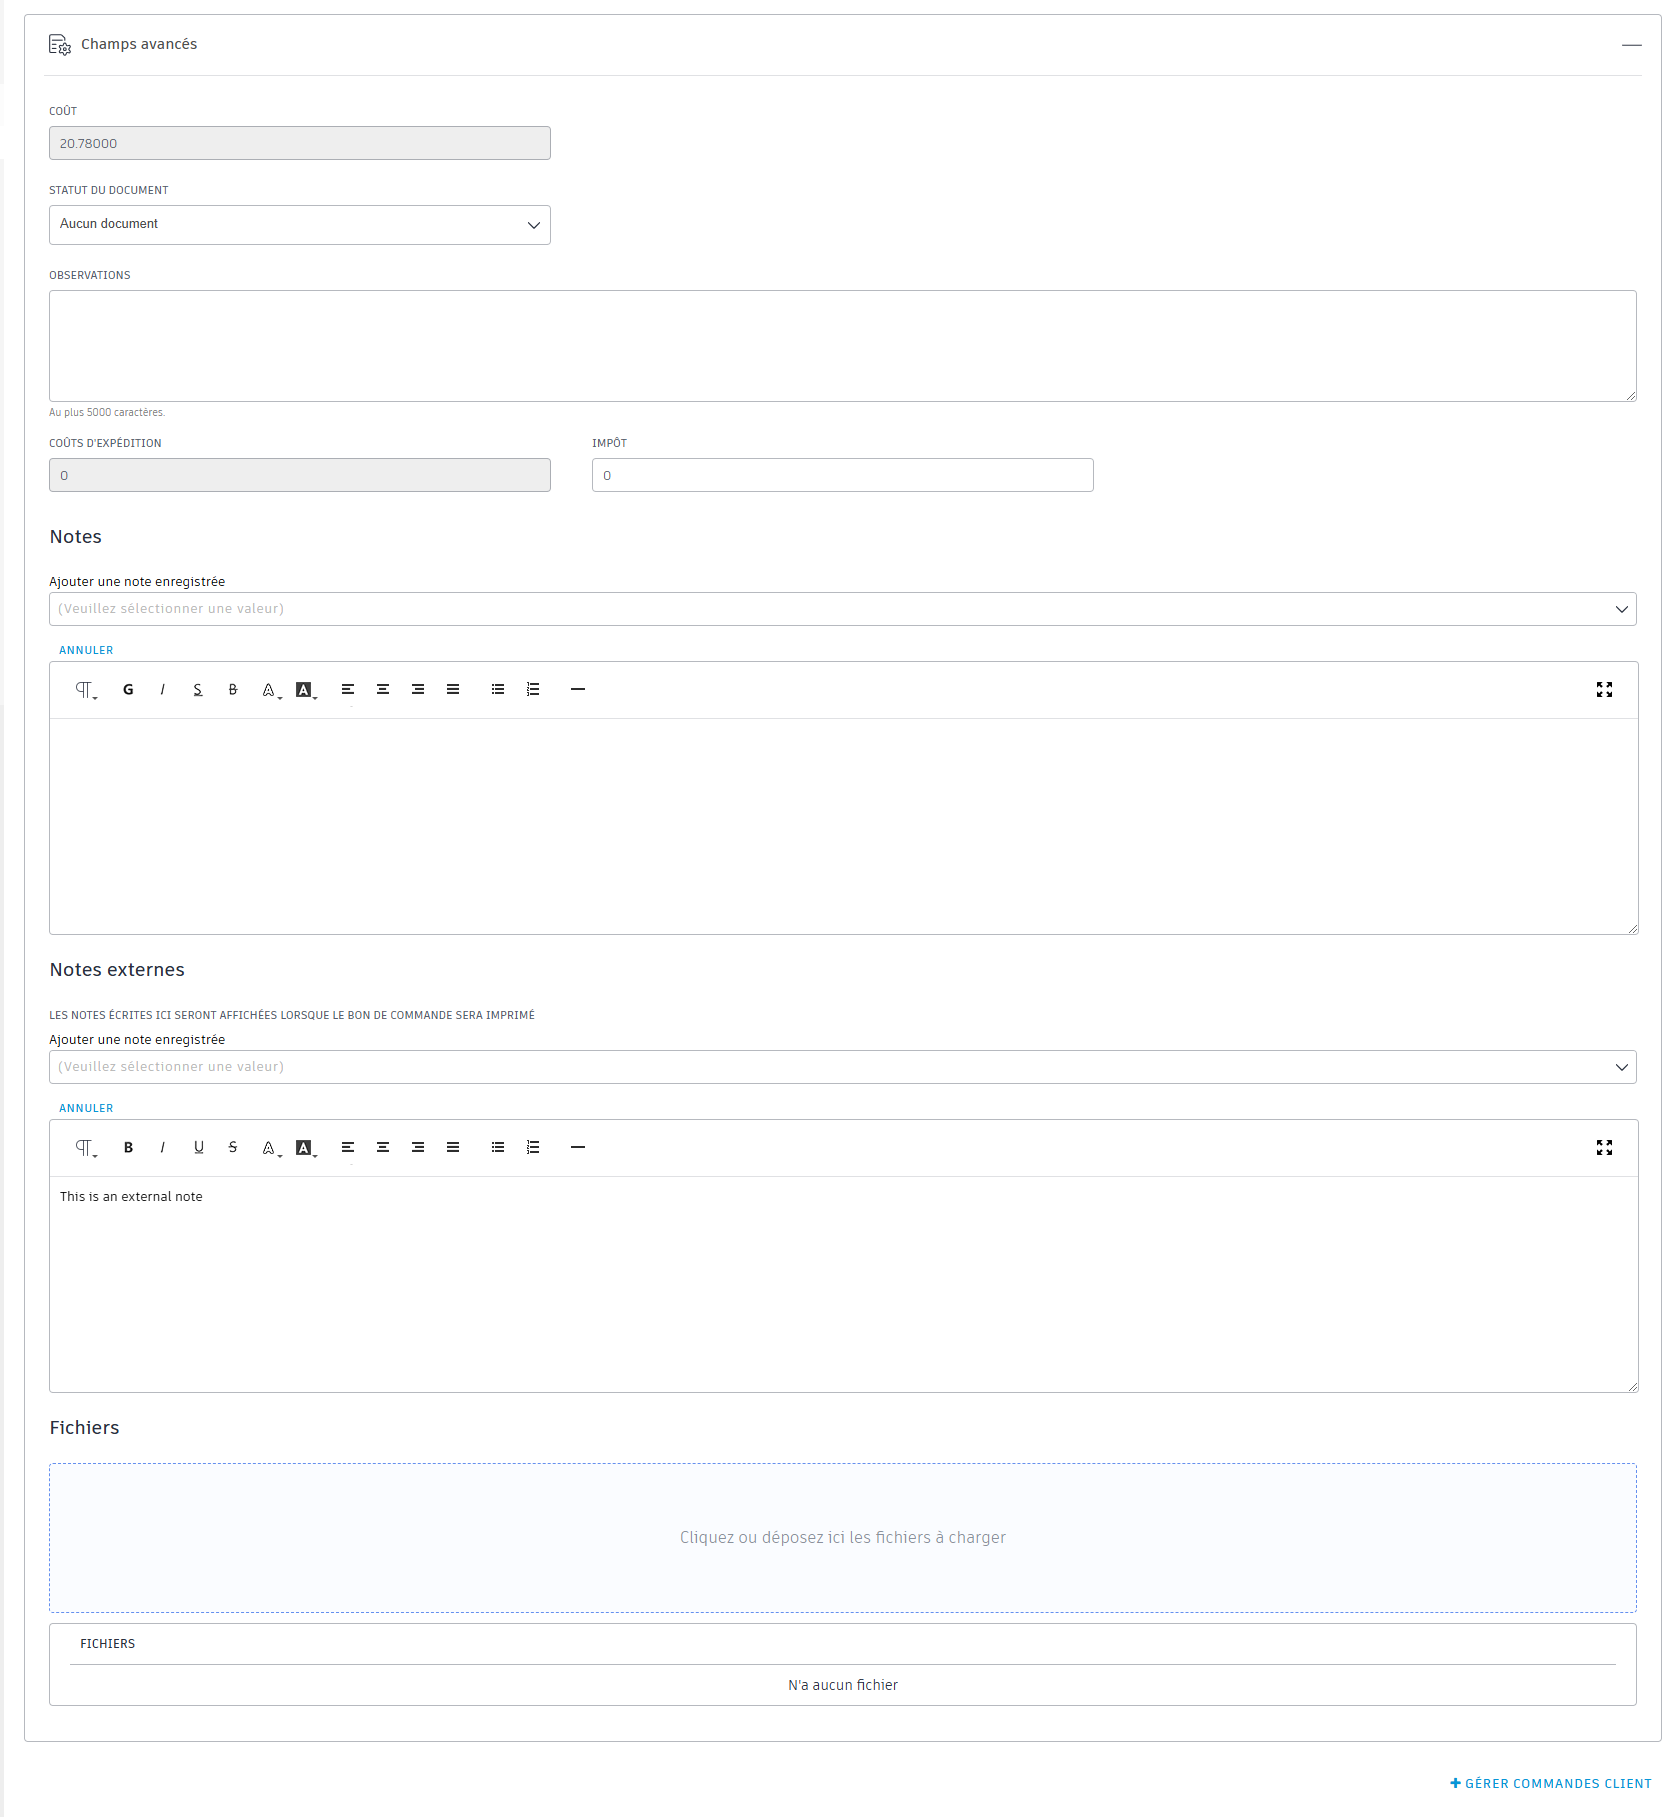 Champs avancés
COÛT
20.78000
STATUT DU DOCUMENT
Aucun document
OBSERVATIONS
Au plus 5000 caractères.
COÛTS D'EXPÉDITION
IMPÔT
0
0
Notes
Ajouter une note enregistrée
(Veuillez sélectionner une valeur)
ANNULER
G I S B A A
Notes externes
LES NOTES ÉCRITES ICI SERONT AFFICHÉES LORSQUE LE BON DE COMMANDE SERA IMPRIMÉ
Ajouter une note enregistrée
(Veuillez sélectionner une valeur)
ANNULER
B I U S A A
This is an external note
Fichiers
Cliquez ou déposez ici les fichiers à charger
FICHIERS
N'a aucun fichier
+ GÉRER COMMANDES CLIENT